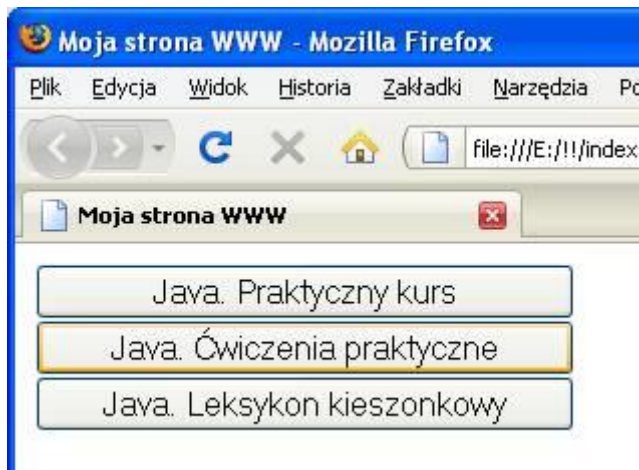 Moja strona WWW - Mozilla Firefox
Plik Edycja Widok Historia Zakładki Narzędzia
file:///E:/!!/index
Moja strona WWW
Java. Praktyczny kurs
Java. Ćwiczenia praktyczne
Java. Leksykon kieszonkowy